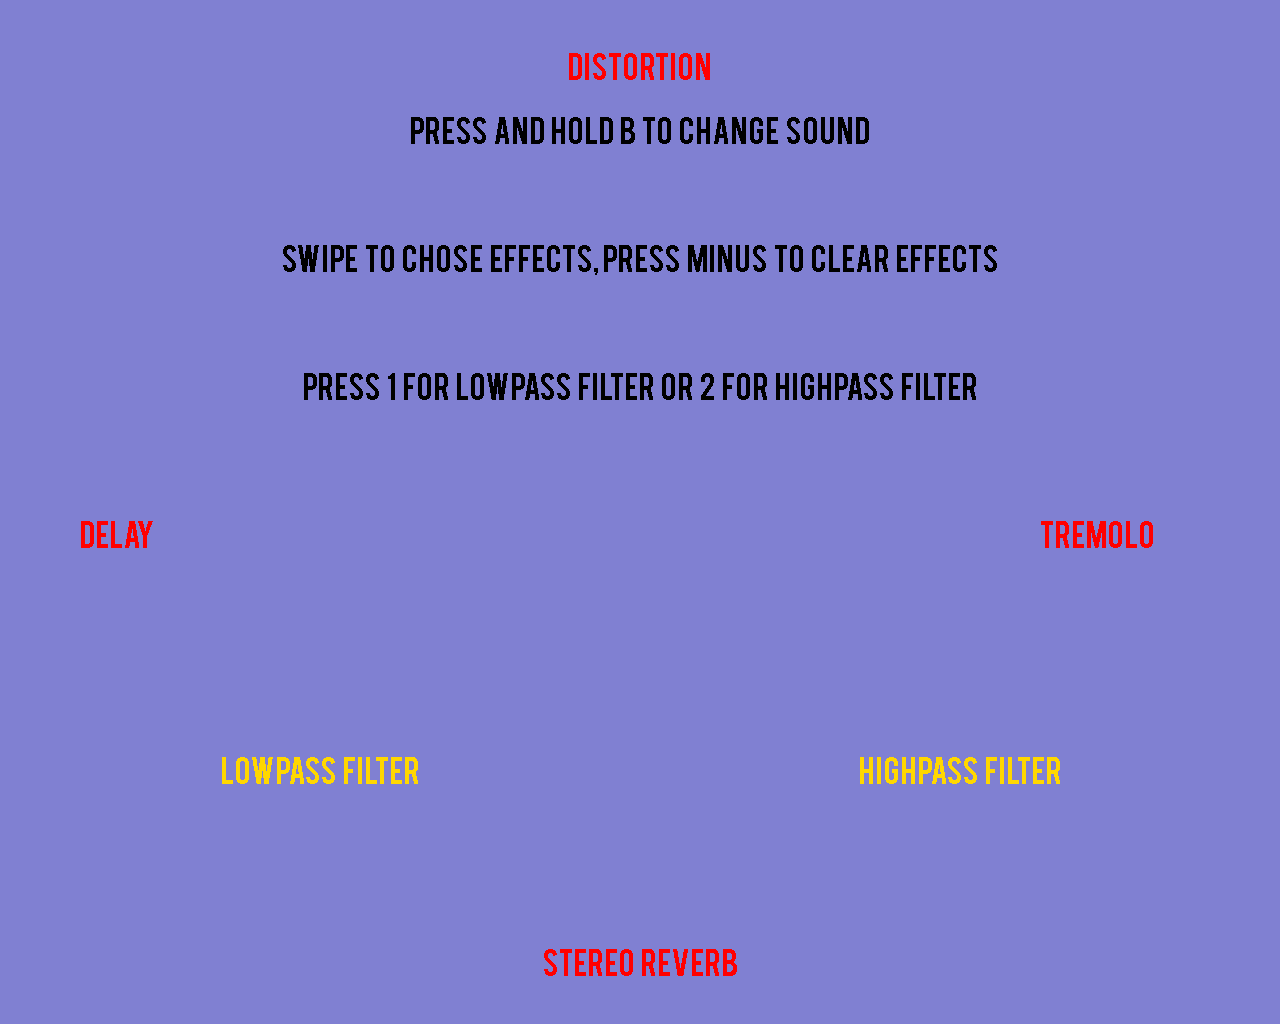 DISTORTION
PRESS AND HOLD B TO CHANGE SOUND
SWIPE TO CHOSE EFFECTS, PRESS MINUS TO CLEAR EFFECTS
PRESS 1 FOR LOWPASS FILTER OR 2 FOR HIGHPASS FILTER
DELAY
TREMOLO
LOWPASS FILTER
HIGHPASS FILTER
STEREO REVERB